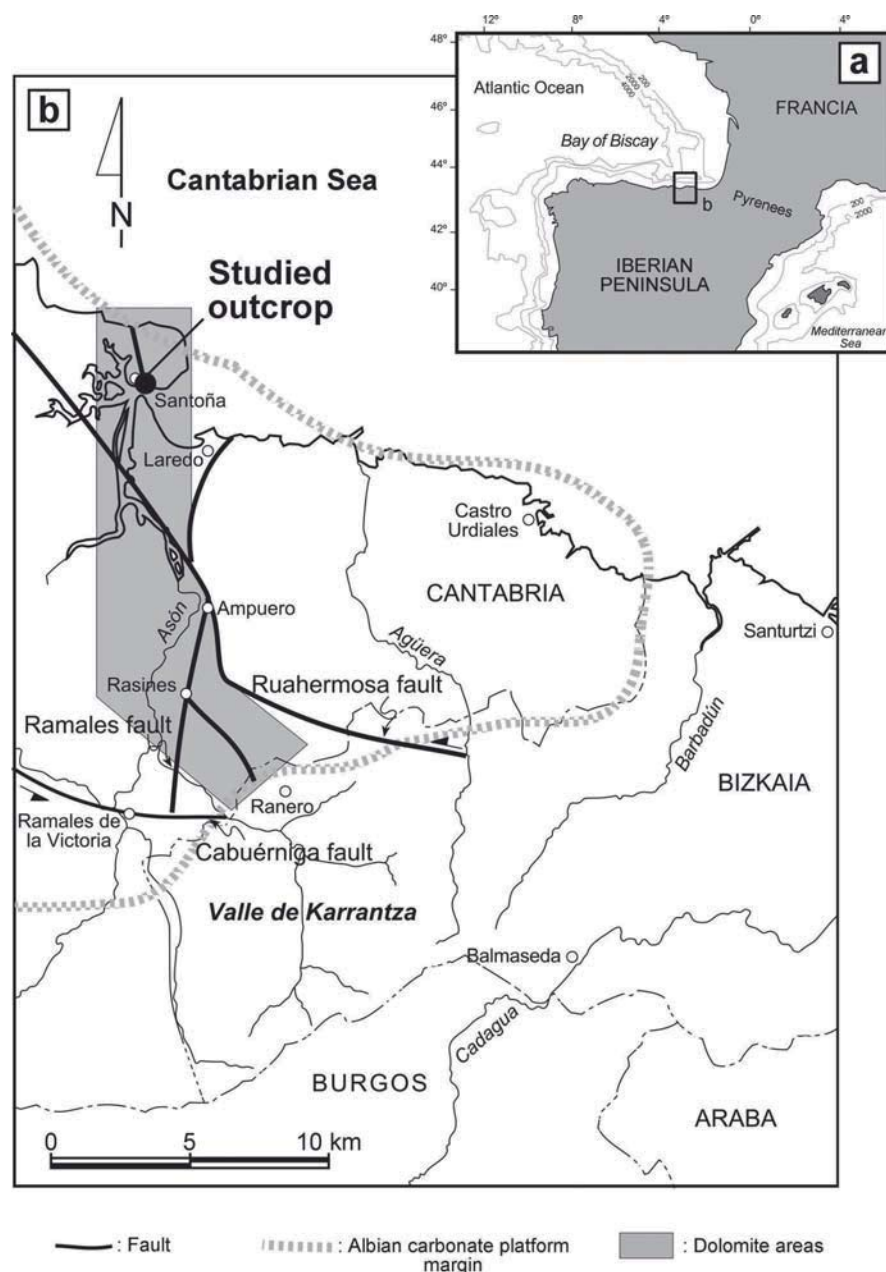 12°
8°
4°
0°
4°
48°
46°
44°
42°
40°
a
Atlantic Ocean
200
2000
4000
FRANCIA
Bay of Biscay
b
Pyrenees
200
2000
IBERIAN
PENINSULA
Mediterranean
Sea
b
N
Cantabrian Sea
Studied
outcrop
Santoña
Laredo
Castro
Urdiales
CANTABRIA
Asón
Ampuero
Agüera
Santurtzi
Rasines
Ruahermosa fault
Ramales fault
Barbadún
BIZKAIA
Ranero
Ramales de
la Victoria
Cabuérniga fault
Valle de Karrantza
Balmaseda
Cadagua
BURGOS
ARABA
0 5 10 km
: Fault
: Albian carbonate platform
margin
: Dolomite areas